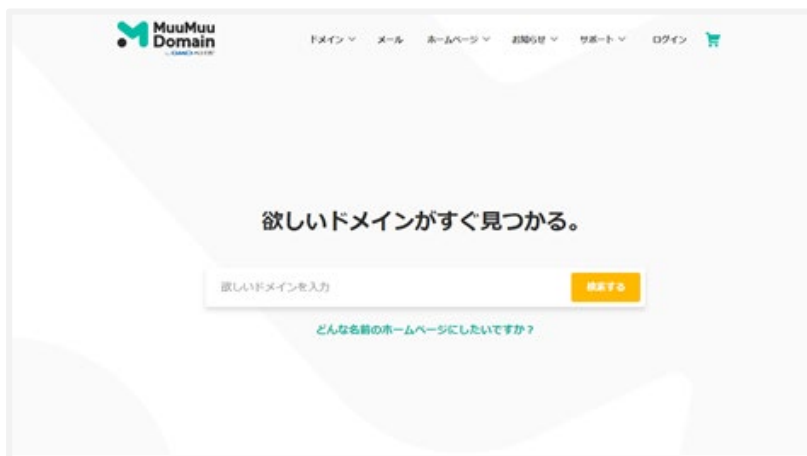 MuuMuu
Domain
ドメイン
メール
ホームページ
お知らせ
サポート
ログイン
欲しいドメインがすぐ見つかる。
欲しいドメインを入力
検索する
どんな名前のホームページにしたいですか?